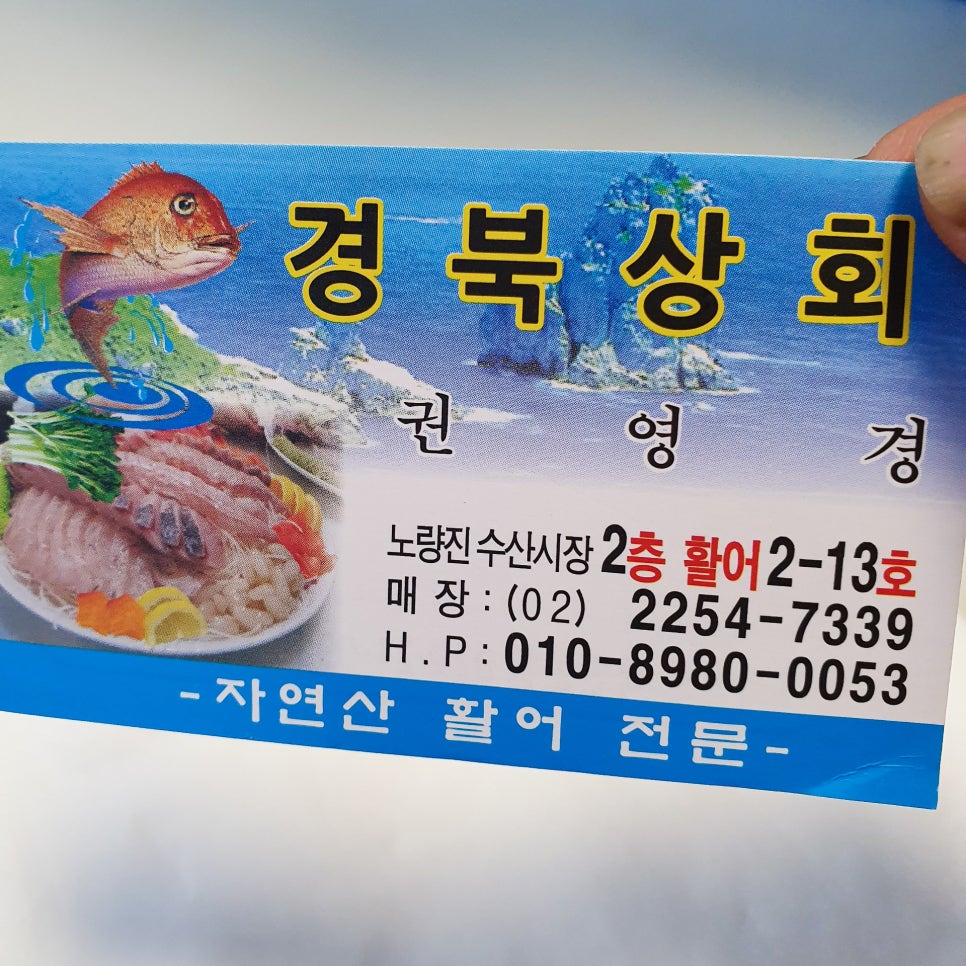 경북상회
권영경
노량진 수산시장 2층 활어 2-13호
매장 : (02) 2254-7339
H.P : 010-8980-0053
-자연산 활어 전문-